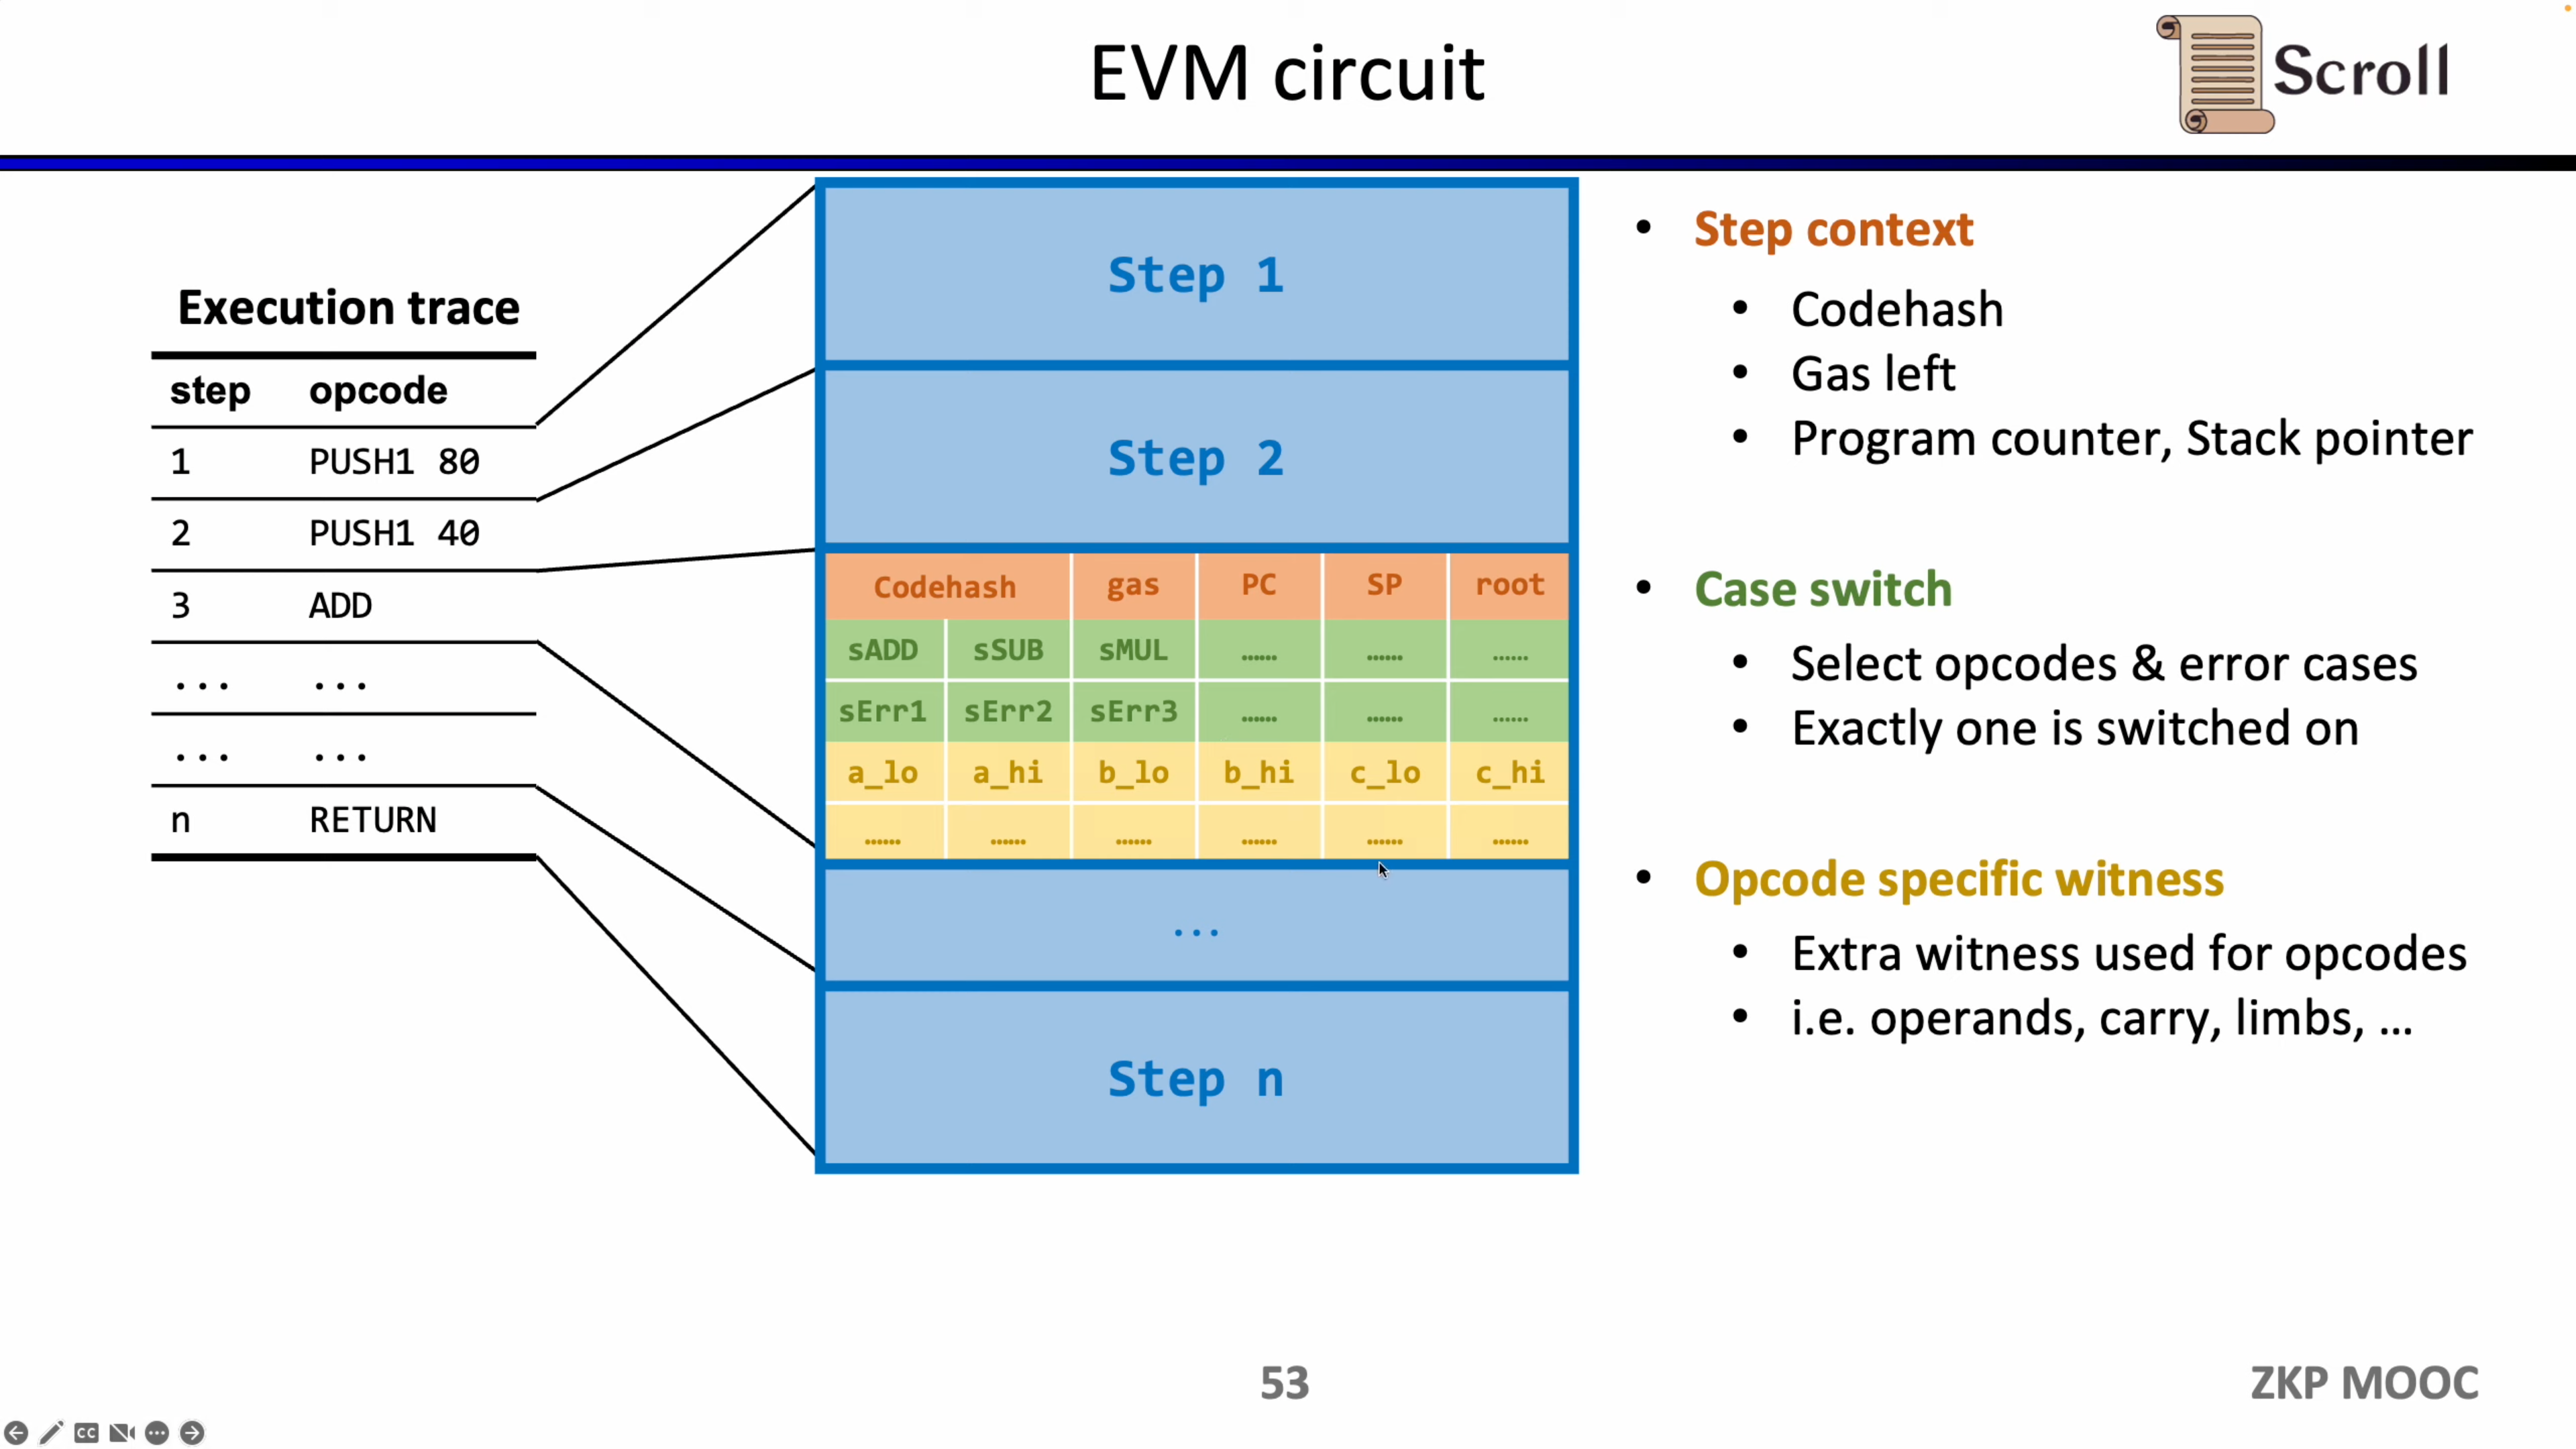 EVM circuit
Scroll
Execution trace
step opcode
1 PUSH1 80
2 PUSH1 40
3 ADD
... ...
... ...
n RETURN
Step 1
Step 2
Codehash gas PC SP root
sADD sSUB sMUL ...... ...... ......
sErr1 sErr2 sErr3 ...... ...... ......
a_lo a_hi b_lo b_hi c_lo c_hi
...... ...... ...... ...... ...... ......
...
Step n
• Step context
• Codehash
• Gas left
• Program counter, Stack pointer
• Case switch
• Select opcodes & error cases
• Exactly one is switched on
• Opcode specific witness
• Extra witness used for opcodes
• i.e. operands, carry, limbs, ...
53
ZKP MOOC
CC